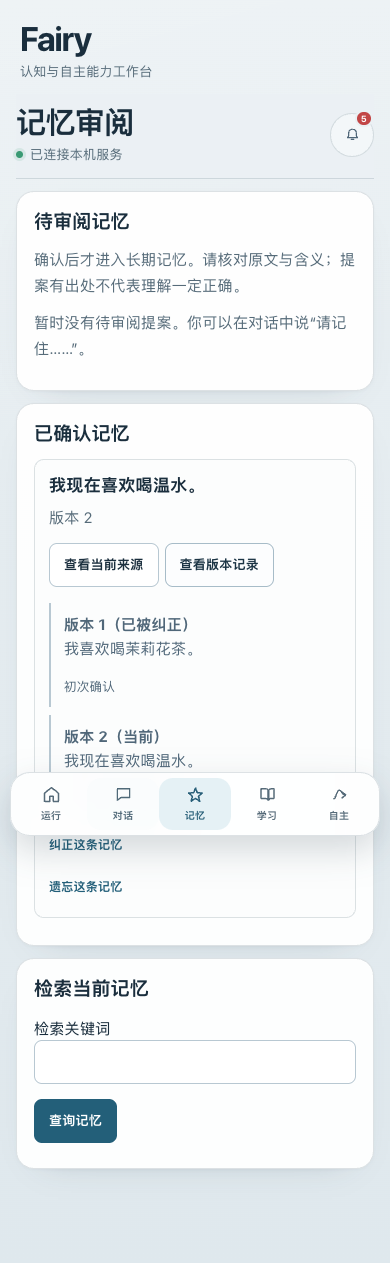 Fairy
认知与自主能力工作台
记忆审阅
5
已连接本机服务
待审阅记忆
确认后才进入长期记忆。请核对原文与含义；提
案有出处不代表理解一定正确。
暂时没有待审阅提案。你可以在对话中说“请记
住……”。
已确认记忆
我现在喜欢喝温水。
版本 2
查看当前来源 查看版本记录
版本 1（已被纠正）
我喜欢喝茉莉花茶。
初次确认
版本 2（当前）
我现在喜欢喝温水。
运行 对话 记忆 学习 自主
纠正这条记忆
遗忘这条记忆
检索当前记忆
检索关键词
查询记忆